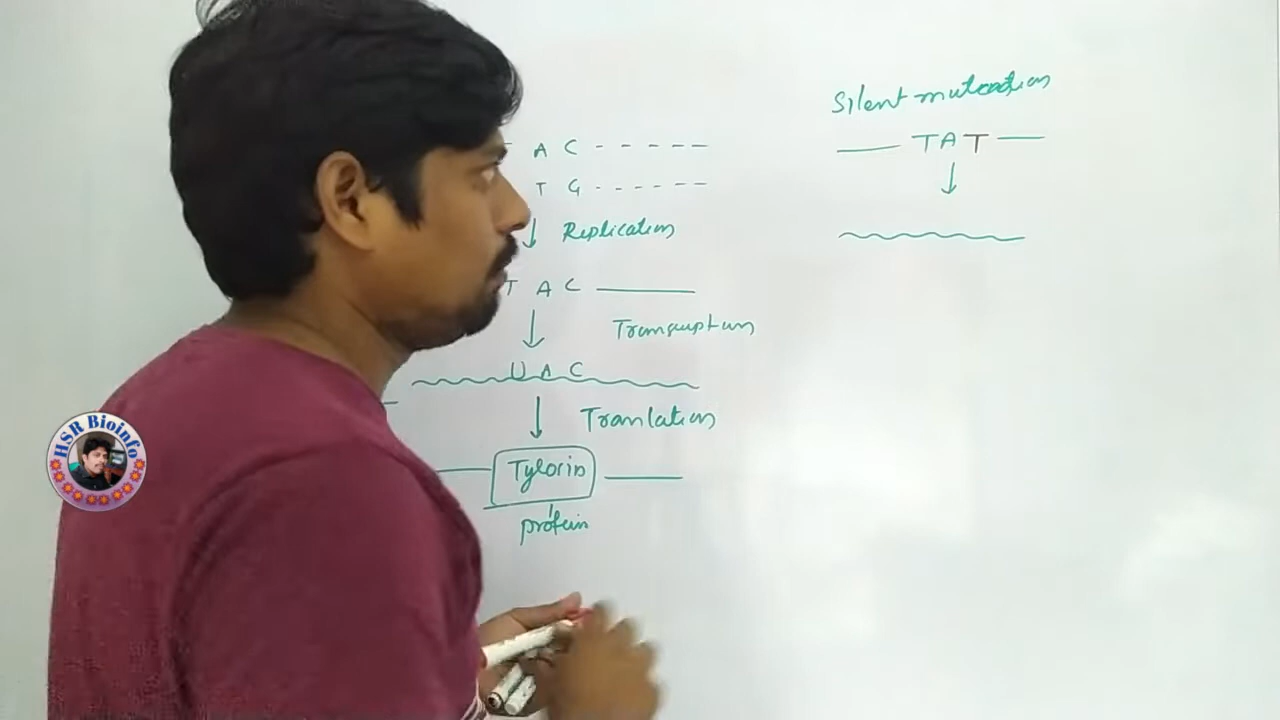 Silent mutation
T A C - - - - - -
TAT
T G - - - - - -
Replication
T A C
Transcription
U A C
Translation
Tylorin
protein
HSR Bioinfo